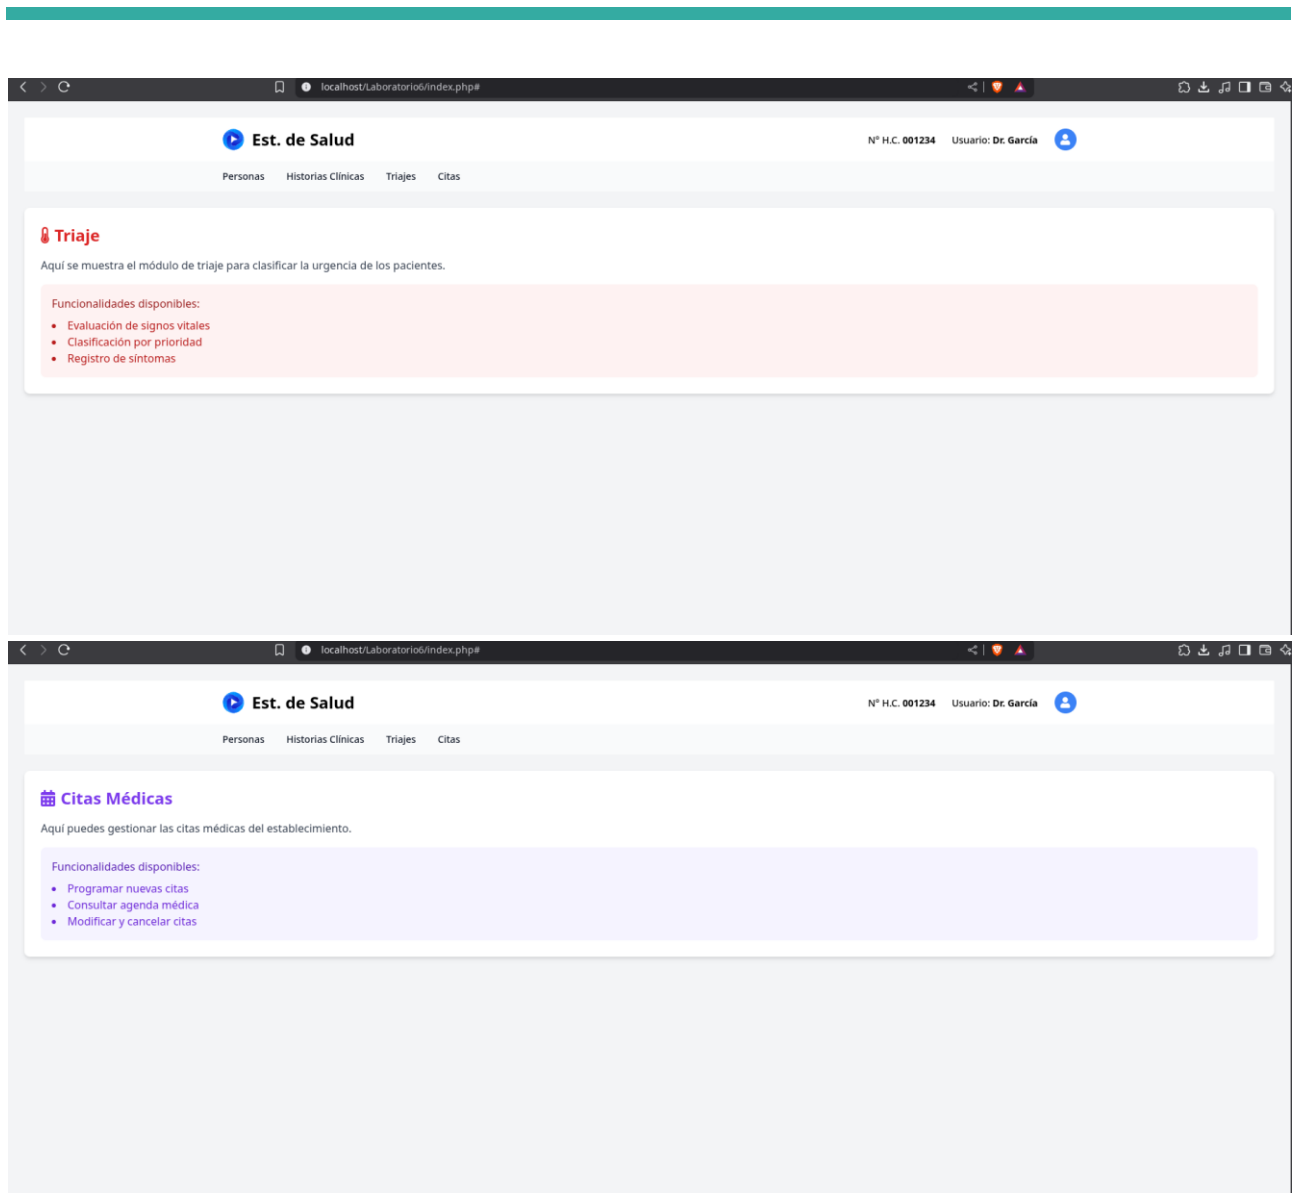 localhost/Laboratorio6/index.php#
Est. de Salud
N° H.C. 001234 Usuario: Dr. García
Personas Historias Clínicas Triajes Citas
Triaje
Aquí se muestra el módulo de triaje para clasificar la urgencia de los pacientes.
Funcionalidades disponibles:
• Evaluación de signos vitales
• Clasificación por prioridad
• Registro de síntomas
localhost/Laboratorio6/index.php#
Est. de Salud
N° H.C. 001234 Usuario: Dr. García
Personas Historias Clínicas Triajes Citas
Citas Médicas
Aquí puedes gestionar las citas médicas del establecimiento.
Funcionalidades disponibles:
• Programar nuevas citas
• Consultar agenda médica
• Modificar y cancelar citas